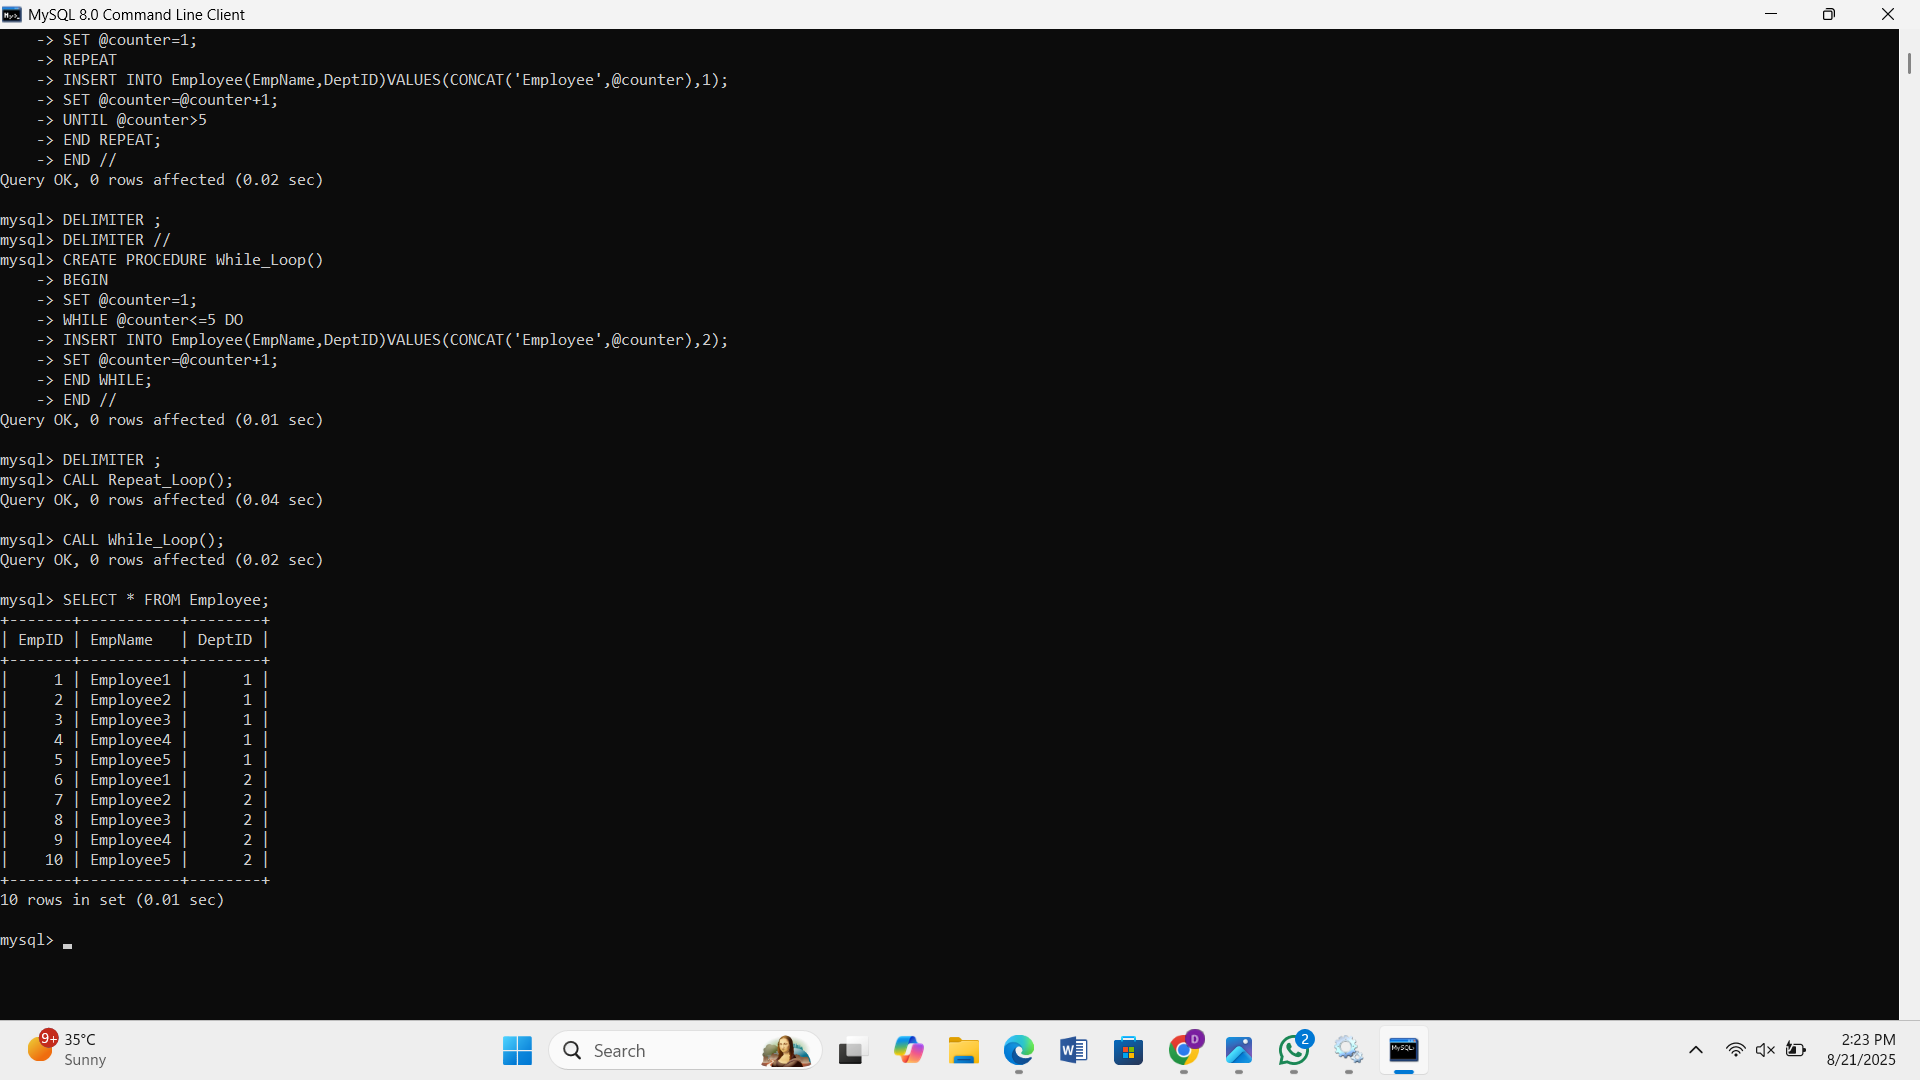 MySQL 8.0 Command Line Client
    -> SET @counter=1;
    -> REPEAT
    -> INSERT INTO Employee(EmpName,DeptID)VALUES(CONCAT('Employee',@counter),1);
    -> SET @counter=@counter+1;
    -> UNTIL @counter>5
    -> END REPEAT;
    -> END //
Query OK, 0 rows affected (0.02 sec)

mysql> DELIMITER ;
mysql> DELIMITER //
mysql> CREATE PROCEDURE While_Loop()
    -> BEGIN
    -> SET @counter=1;
    -> WHILE @counter<=5 DO
    -> INSERT INTO Employee(EmpName,DeptID)VALUES(CONCAT('Employee',@counter),2);
    -> SET @counter=@counter+1;
    -> END WHILE;
    -> END //
Query OK, 0 rows affected (0.01 sec)

mysql> DELIMITER ;
mysql> CALL Repeat_Loop();
Query OK, 0 rows affected (0.04 sec)

mysql> CALL While_Loop();
Query OK, 0 rows affected (0.02 sec)

mysql> SELECT * FROM Employee;
+-------+-----------+--------+
| EmpID | EmpName   | DeptID |
+-------+-----------+--------+
|     1 | Employee1 |      1 |
|     2 | Employee2 |      1 |
|     3 | Employee3 |      1 |
|     4 | Employee4 |      1 |
|     5 | Employee5 |      1 |
|     6 | Employee1 |      2 |
|     7 | Employee2 |      2 |
|     8 | Employee3 |      2 |
|     9 | Employee4 |      2 |
|    10 | Employee5 |      2 |
+-------+-----------+--------+
10 rows in set (0.01 sec)

mysql> _
9+
35°C
Sunny
Search
D
2
MySQL
2:23 PM
8/21/2025